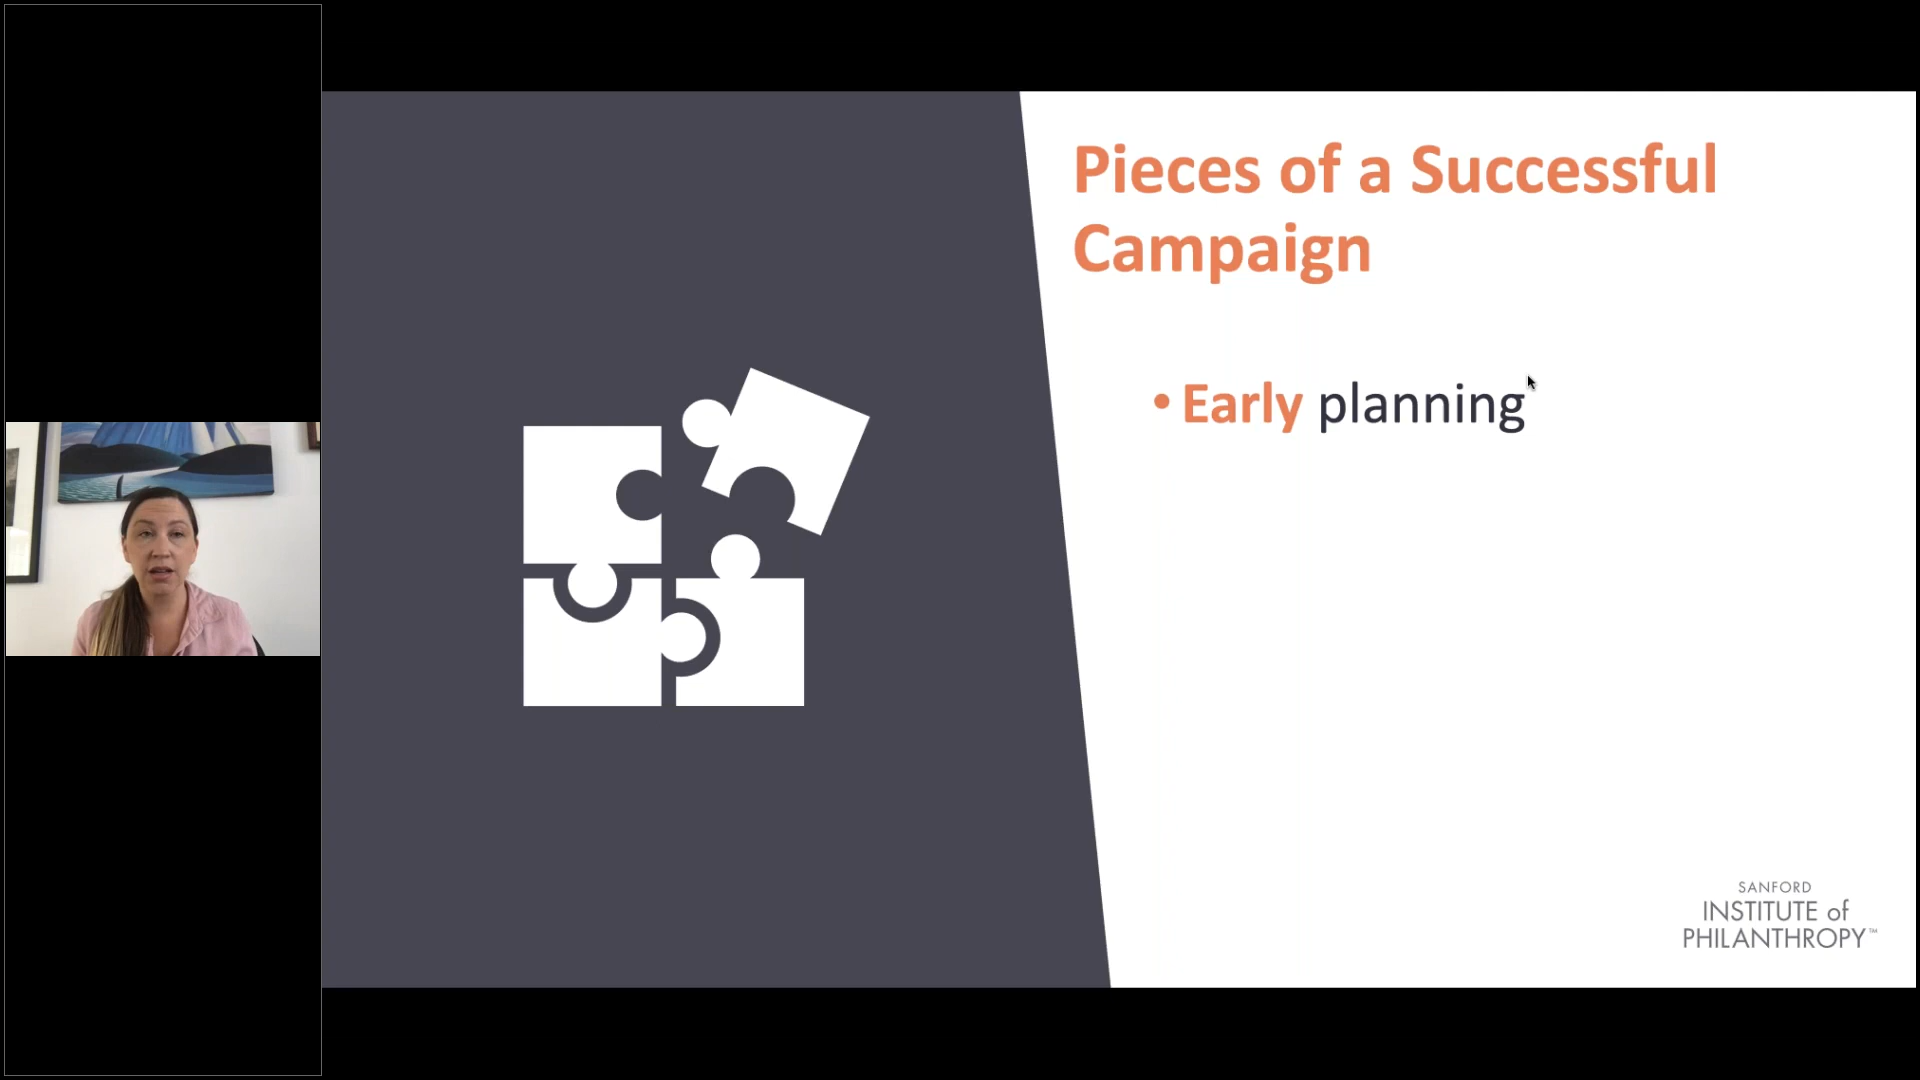 Pieces of a Successful
Campaign
• Early planning
SANFORD
INSTITUTE of
PHILANTHROPY™